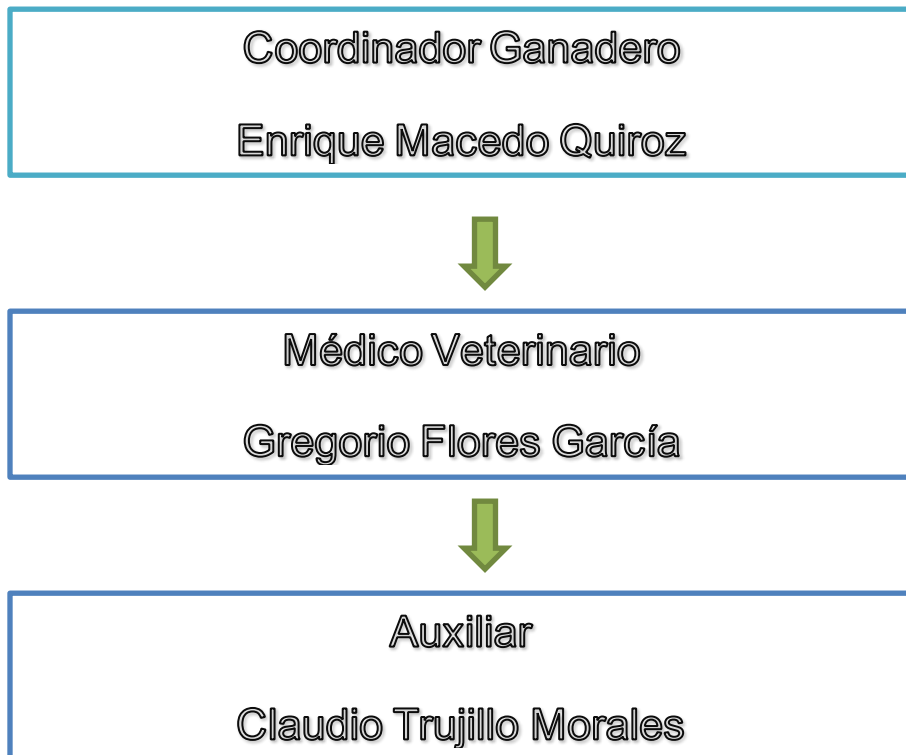 Coordinador Ganadero
Enrique Macedo Quiroz
Médico Veterinario
Gregorio Flores García
Auxiliar
Claudio Trujillo Morales